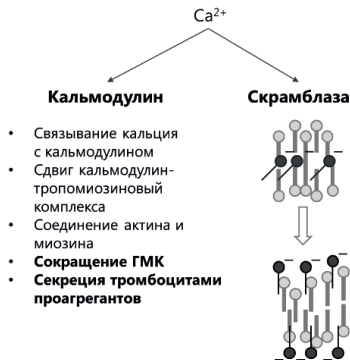 Ca²⁺
Кальмодулин
Скрамблаза
• Связывание кальция
с кальмодулином
• Сдвиг кальмодулин-
тропомиозиновый
комплекса
• Соединение актина и
миозина
• Сокращение ГМК
• Секреция тромбоцитами
проагрегантов